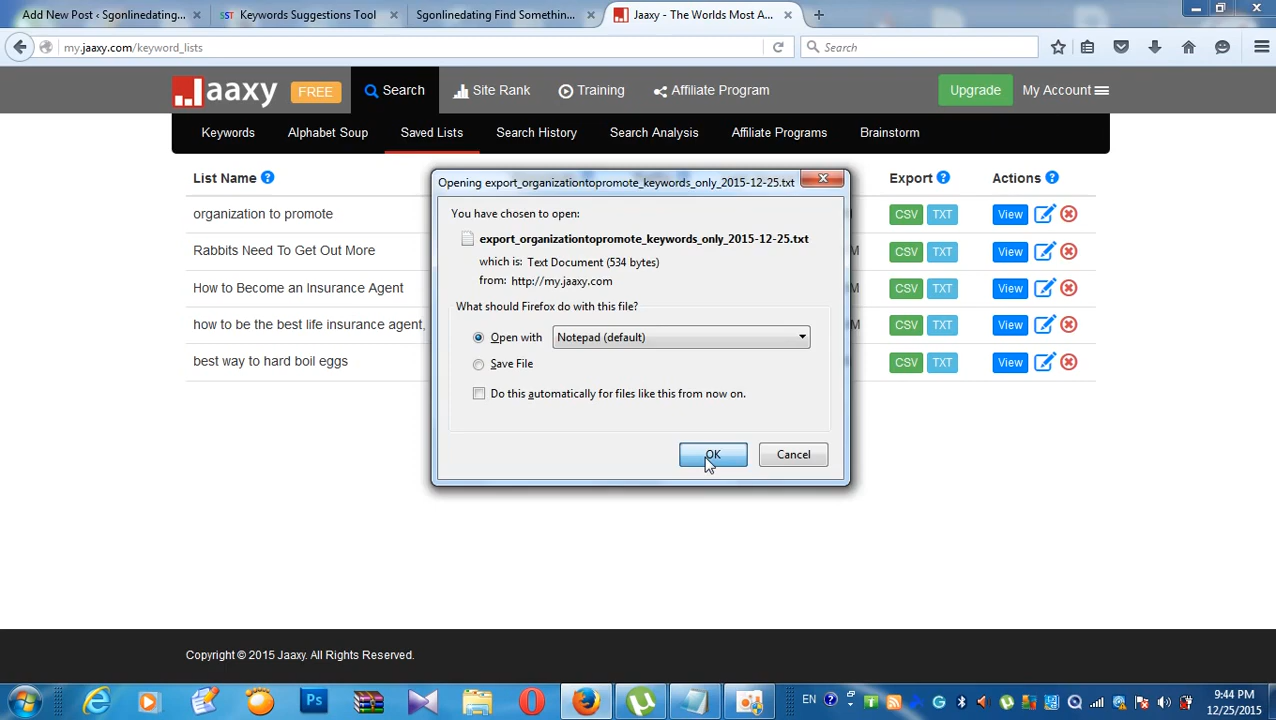 Add New Post ‹ Sgonlinedating... × SST Keywords Suggestions Tool × Sgonlinedating Find Somethin... × Jaaxy - The Worlds Most A... × +
my.jaaxy.com/keyword_lists Search
Jaaxy FREE Search Site Rank Training Affiliate Program Upgrade My Account
Keywords Alphabet Soup Saved Lists Search History Search Analysis Affiliate Programs Brainstorm
List Name ? Export ? Actions ?
organization to promote CSV TXT View
Rabbits Need To Get Out More CSV TXT View
How to Become an Insurance Agent CSV TXT View
how to be the best life insurance agent, CSV TXT View
best way to hard boil eggs CSV TXT View
Opening export_organizationtopromote_keywords_only_2015-12-25.txt
You have chosen to open:
export_organizationtopromote_keywords_only_2015-12-25.txt
which is: Text Document (534 bytes)
from: http://my.jaaxy.com
What should Firefox do with this file?
Open with Notepad (default)
Save File
Do this automatically for files like this from now on.
OK Cancel
Copyright © 2015 Jaaxy. All Rights Reserved.
Ps EN 9:44 PM
12/25/2015